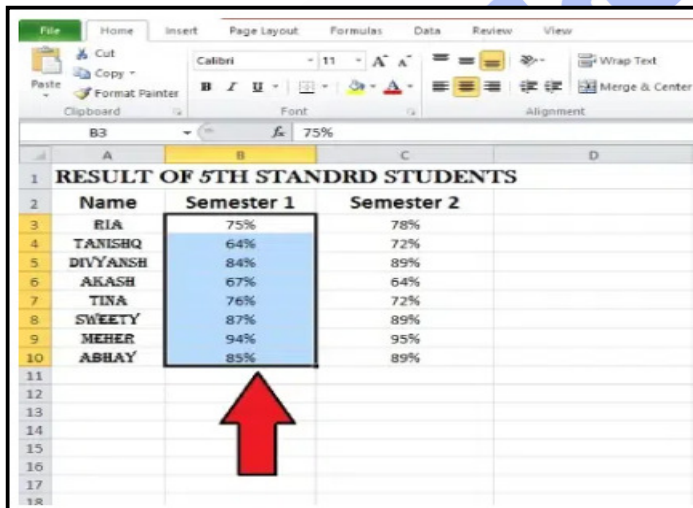 File Home Insert Page Layout Formulas Data Review View
Cut
Copy
Paste
Format Painter
Calibri 11 A A
B I U A
Wrap Text
Merge & Center
Clipboard Font Alignment
B3 fx 75%
A B C D
1 RESULT OF 5TH STANDRD STUDENTS
2 Name Semester 1 Semester 2
3 RIA 75% 78%
4 TANISHQ 64% 72%
5 DIVYANSH 84% 89%
6 AKASH 67% 64%
7 TINA 76% 72%
8 SWEETY 87% 89%
9 MEHER 94% 95%
10 ABHAY 85% 89%
11
12
13
14
15
16
17
18